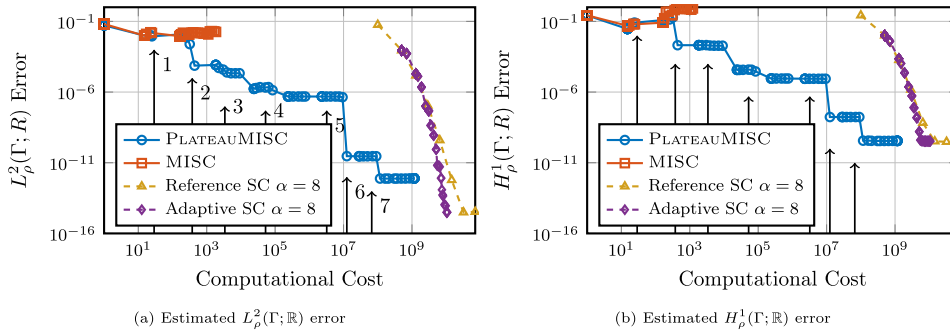 10^{-1}
10^{-6}
10^{-11}
10^{-16}
L^2_ρ(Γ; R) Error
1
2
3
4
5
6
7
PLATEAUMISC
MISC
Reference SC α = 8
Adaptive SC α = 8
10^1 10^3 10^5 10^7 10^9
Computational Cost
(a) Estimated L^2_ρ(Γ; ℝ) error
10^{-1}
10^{-6}
10^{-11}
10^{-16}
H^1_ρ(Γ; R) Error
PLATEAUMISC
MISC
Reference SC α = 8
Adaptive SC α = 8
10^1 10^3 10^5 10^7 10^9
Computational Cost
(b) Estimated H^1_ρ(Γ; ℝ) error